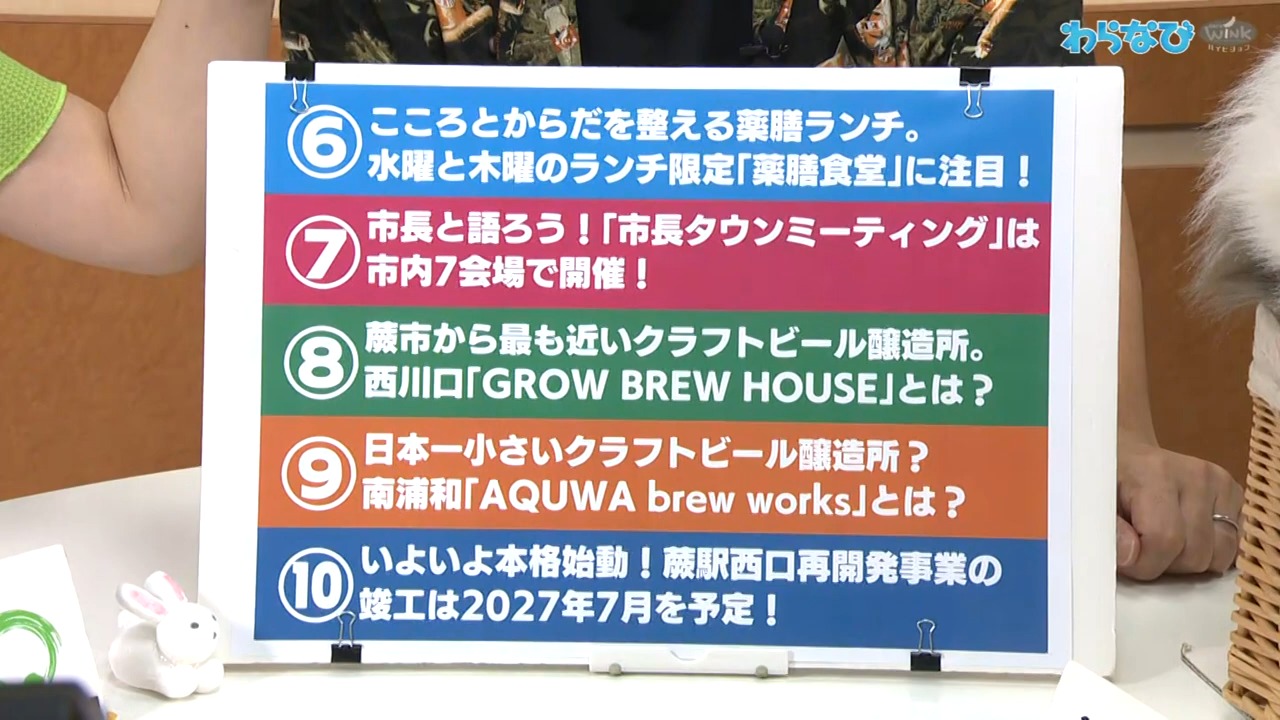 わらなび
WINK
ハイビジョン
⑥ こころとからだを整える薬膳ランチ。
水曜と木曜のランチ限定「薬膳食堂」に注目！
⑦ 市長と語ろう！「市長タウンミーティング」は
市内7会場で開催！
⑧ 蕨市から最も近いクラフトビール醸造所。
西川口「GROW BREW HOUSE」とは？
⑨ 日本一小さいクラフトビール醸造所？
南浦和「AQUWA brew works」とは？
⑩ いよいよ本格始動！蕨駅西口再開発事業の
竣工は2027年7月を予定！